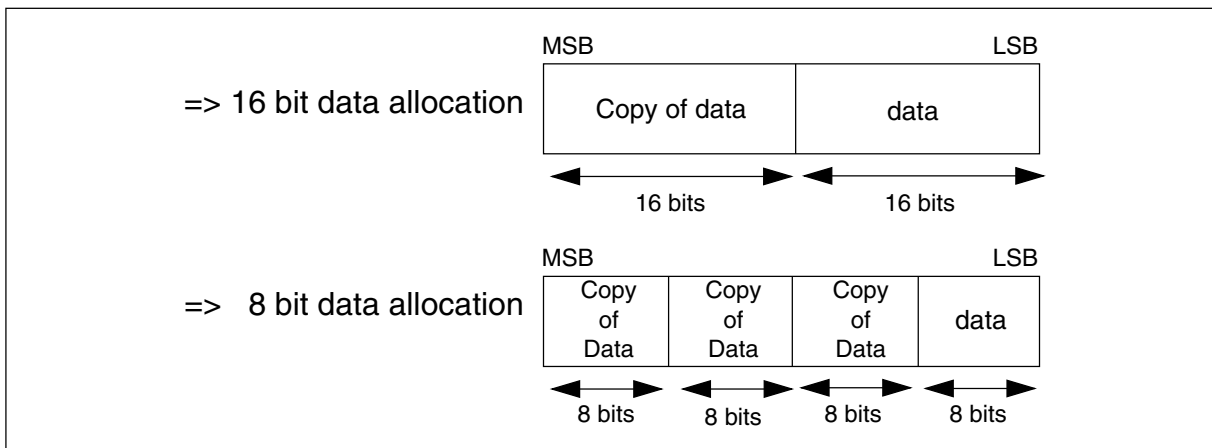 MSB LSB
=> 16 bit data allocation
Copy of data data
16 bits 16 bits
MSB LSB
=> 8 bit data allocation
Copy Copy Copy
of of of data
Data Data Data
8 bits 8 bits 8 bits 8 bits